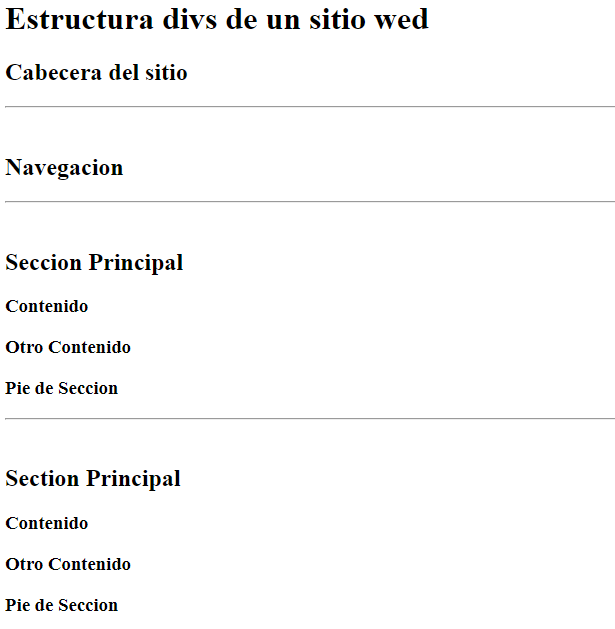 Estructura divs de un sitio wed
Cabecera del sitio
Navegacion
Seccion Principal
Contenido
Otro Contenido
Pie de Seccion
Section Principal
Contenido
Otro Contenido
Pie de Seccion